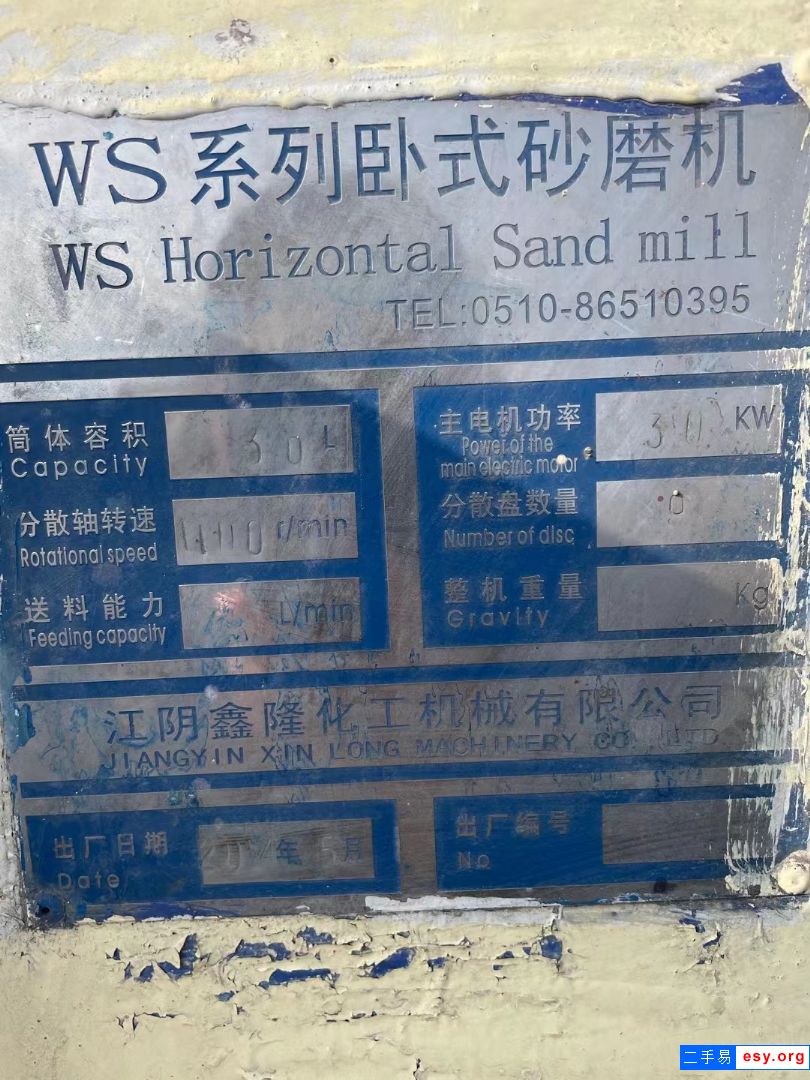 WS系列卧式砂磨机
WS Horizontal Sand mill
TEL:0510-86510395
筒体容积
Capacity
30L
主电机功率
Power of the
main electric motor
30 KW
分散轴转速
Rotational speed
r/min
分散盘数量
Number of disc
送料能力
Feeding capacity
L/min
整机重量
Gravity
Kg
江阴鑫隆化工机械有限公司
JIANGYIN XIN LONG MACHINERY CO., LTD
出厂日期
Date
年 5月
出厂编号
No
二手易 esy.org